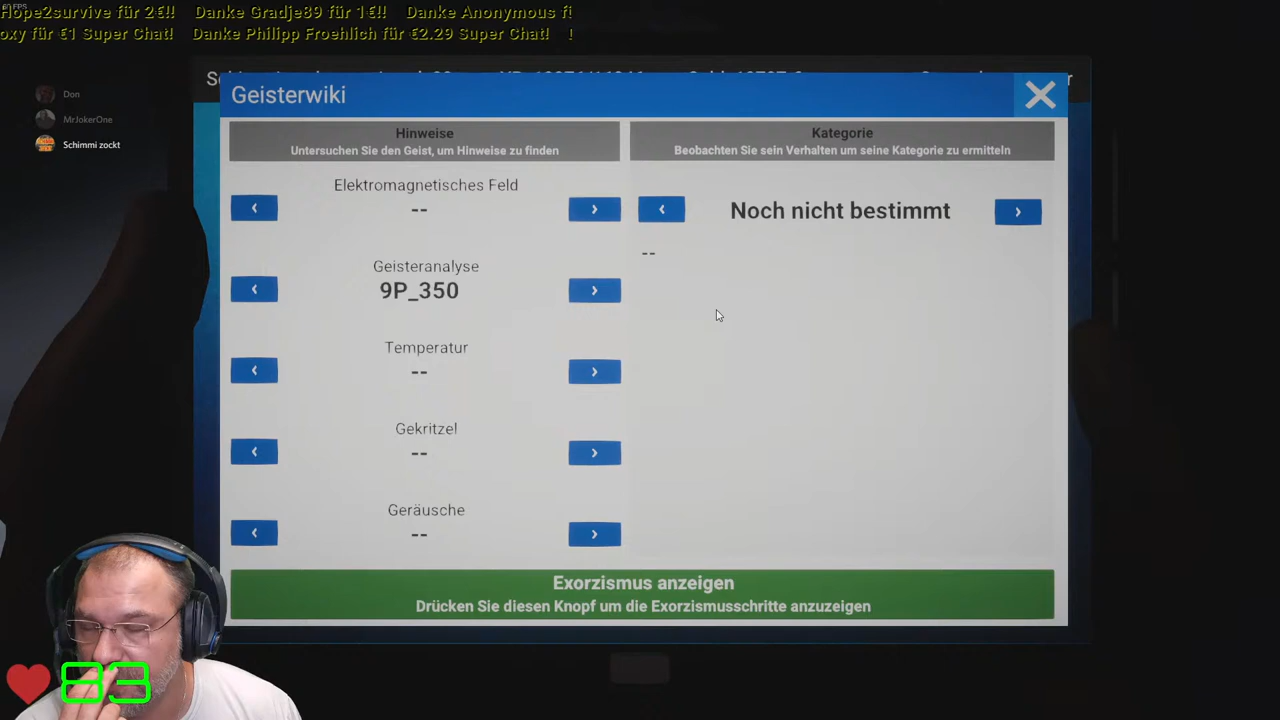 60 FPS
Hope2survive für 2€!! Danke Gradje89 für 1€!! Danke Anonymous f
oxy für €1 Super Chat! Danke Philipp Froehlich für €2.29 Super Chat! !
Don
MrJokerOne
Schimmi zockt
Geisterwiki
Hinweise
Untersuchen Sie den Geist, um Hinweise zu finden
Kategorie
Beobachten Sie sein Verhalten um seine Kategorie zu ermitteln
Elektromagnetisches Feld
--
Noch nicht bestimmt
--
Geisteranalyse
9P_350
Temperatur
--
Gekritzel
--
Geräusche
--
Exorzismus anzeigen
Drücken Sie diesen Knopf um die Exorzismusschritte anzuzeigen
83